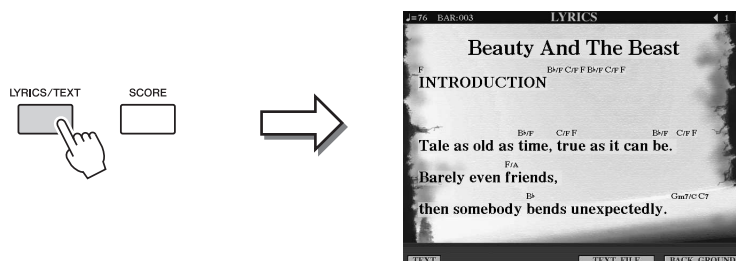 LYRICS/TEXT
SCORE
♩=76 BAR:003 LYRICS 1
Beauty And The Beast
F B♭/F C/F F B♭/F C/F F
INTRODUCTION
B♭/F C/F F B♭/F C/F F
Tale as old as time, true as it can be.
F/A
Barely even friends,
B♭ Gm7/C C7
then somebody bends unexpectedly.
TEXT TEXT FILE BACK GROUND